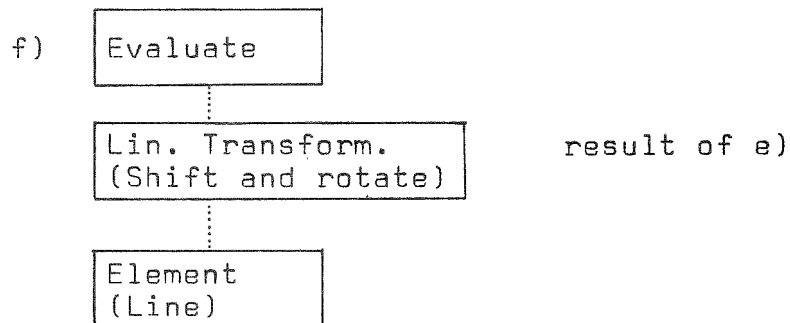 f) Evaluate
Lin. Transform. result of e)
(Shift and rotate)
Element
(Line)